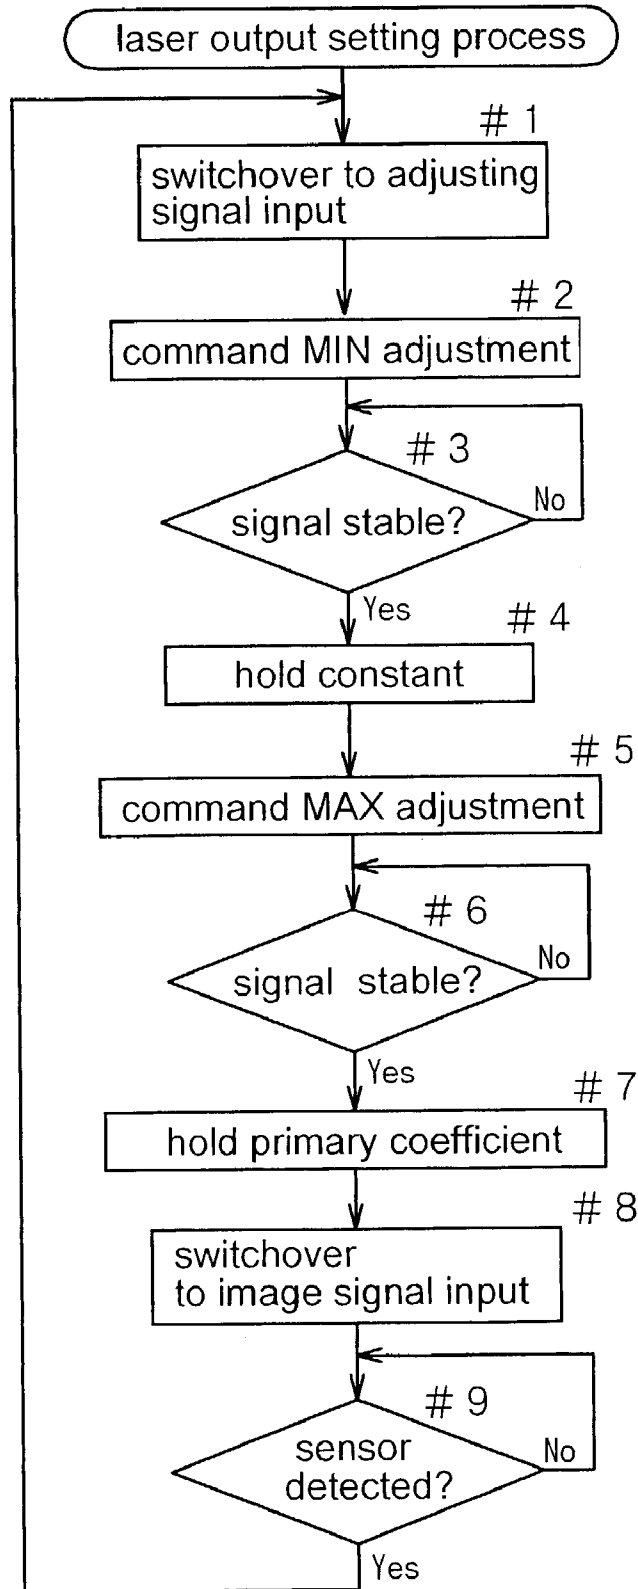 laser output setting process
# 1
switchover to adjusting
signal input
# 2
command MIN adjustment
# 3
signal stable?
No
Yes
# 4
hold constant
# 5
command MAX adjustment
# 6
signal stable?
No
Yes
# 7
hold primary coefficient
# 8
switchover
to image signal input
# 9
sensor
detected?
No
Yes